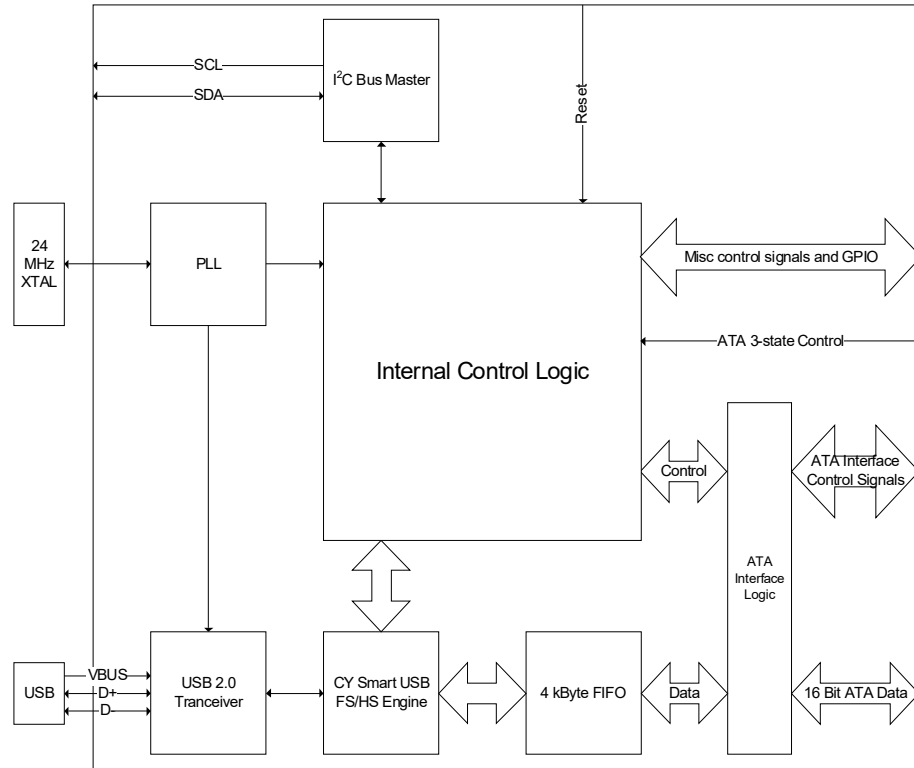 SCL
I²C Bus Master
SDA
Reset
24
MHz
XTAL
PLL
Misc control signals and GPIO
ATA 3-state Control
Internal Control Logic
Control
ATA Interface
Control Signals
ATA
Interface
Logic
VBUS
USB
D+
D-
USB 2.0
Tranceiver
CY Smart USB
FS/HS Engine
4 kByte FIFO
Data
16 Bit ATA Data